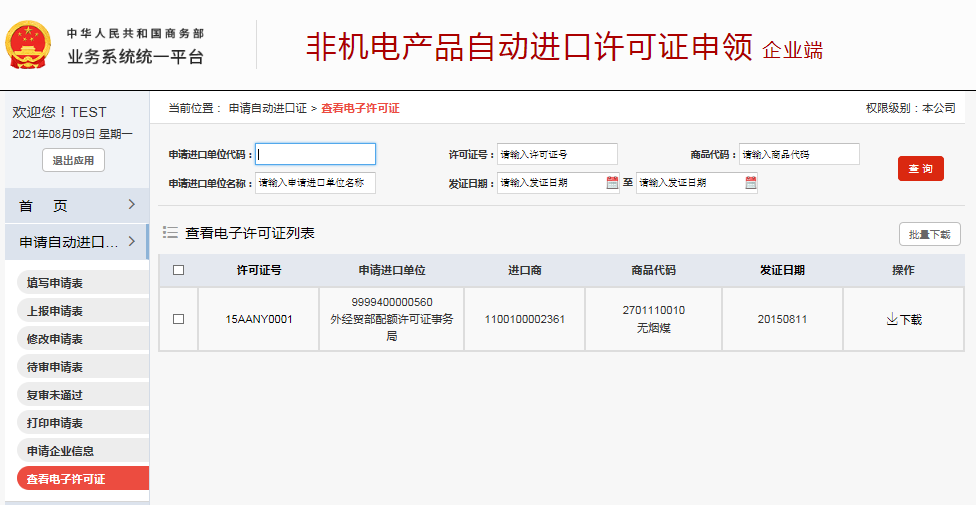 中华人民共和国商务部
业务系统统一平台
非机电产品自动进口许可证申领 企业端
欢迎您！TEST
2021年08月09日 星期一
退出应用
首 页
申请自动进口...
填写申请表
上报申请表
修改申请表
待审申请表
复审未通过
打印申请表
申请企业信息
查看电子许可证
当前位置： 申请自动进口证 > 查看电子许可证
权限级别：本公司
申请进口单位代码：
许可证号：请输入许可证号
商品代码：请输入商品代码
申请进口单位名称：请输入申请进口单位名称
发证日期：请输入发证日期 至 请输入发证日期
查 询
查看电子许可证列表
批量下载
许可证号 申请进口单位 进口商 商品代码 发证日期 操作
15AANY0001
9999400000560
外经贸部配额许可证事务
局
1100100002361
2701110010
无烟煤
20150811
下载